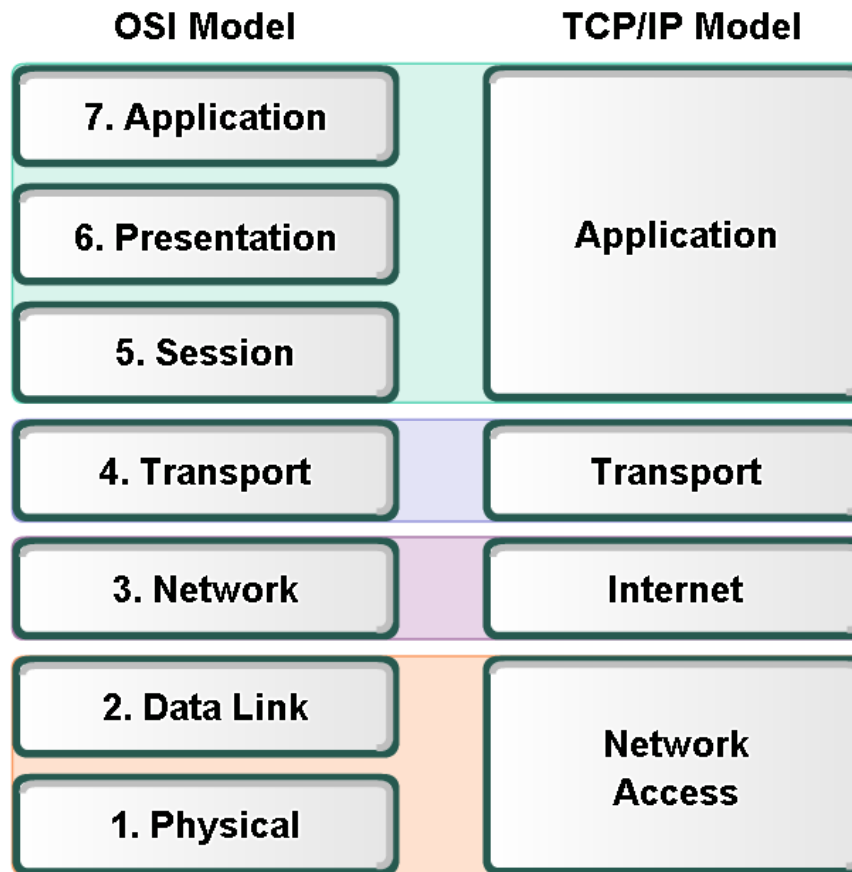 OSI Model
TCP/IP Model
7. Application
6. Presentation
5. Session
Application
4. Transport
Transport
3. Network
Internet
2. Data Link
1. Physical
Network
Access